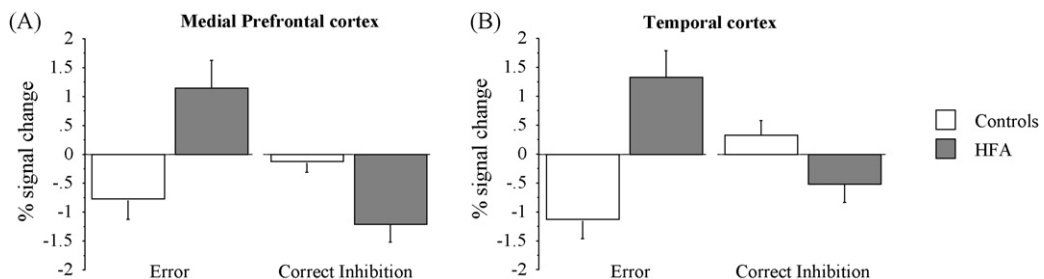 (A) Medial Prefrontal cortex
% signal change
2
1.5
1
.5
0
-.5
-1
-1.5
-2
Error Correct Inhibition
(B) Temporal cortex
% signal change
2
1.5
1
.5
0
-.5
-1
-1.5
-2
Error Correct Inhibition
Controls
HFA